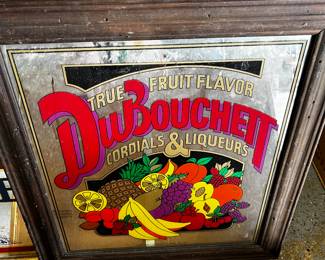 TRUE FRUIT FLAVOR
DuBouchett
CORDIALS & LIQUEURS